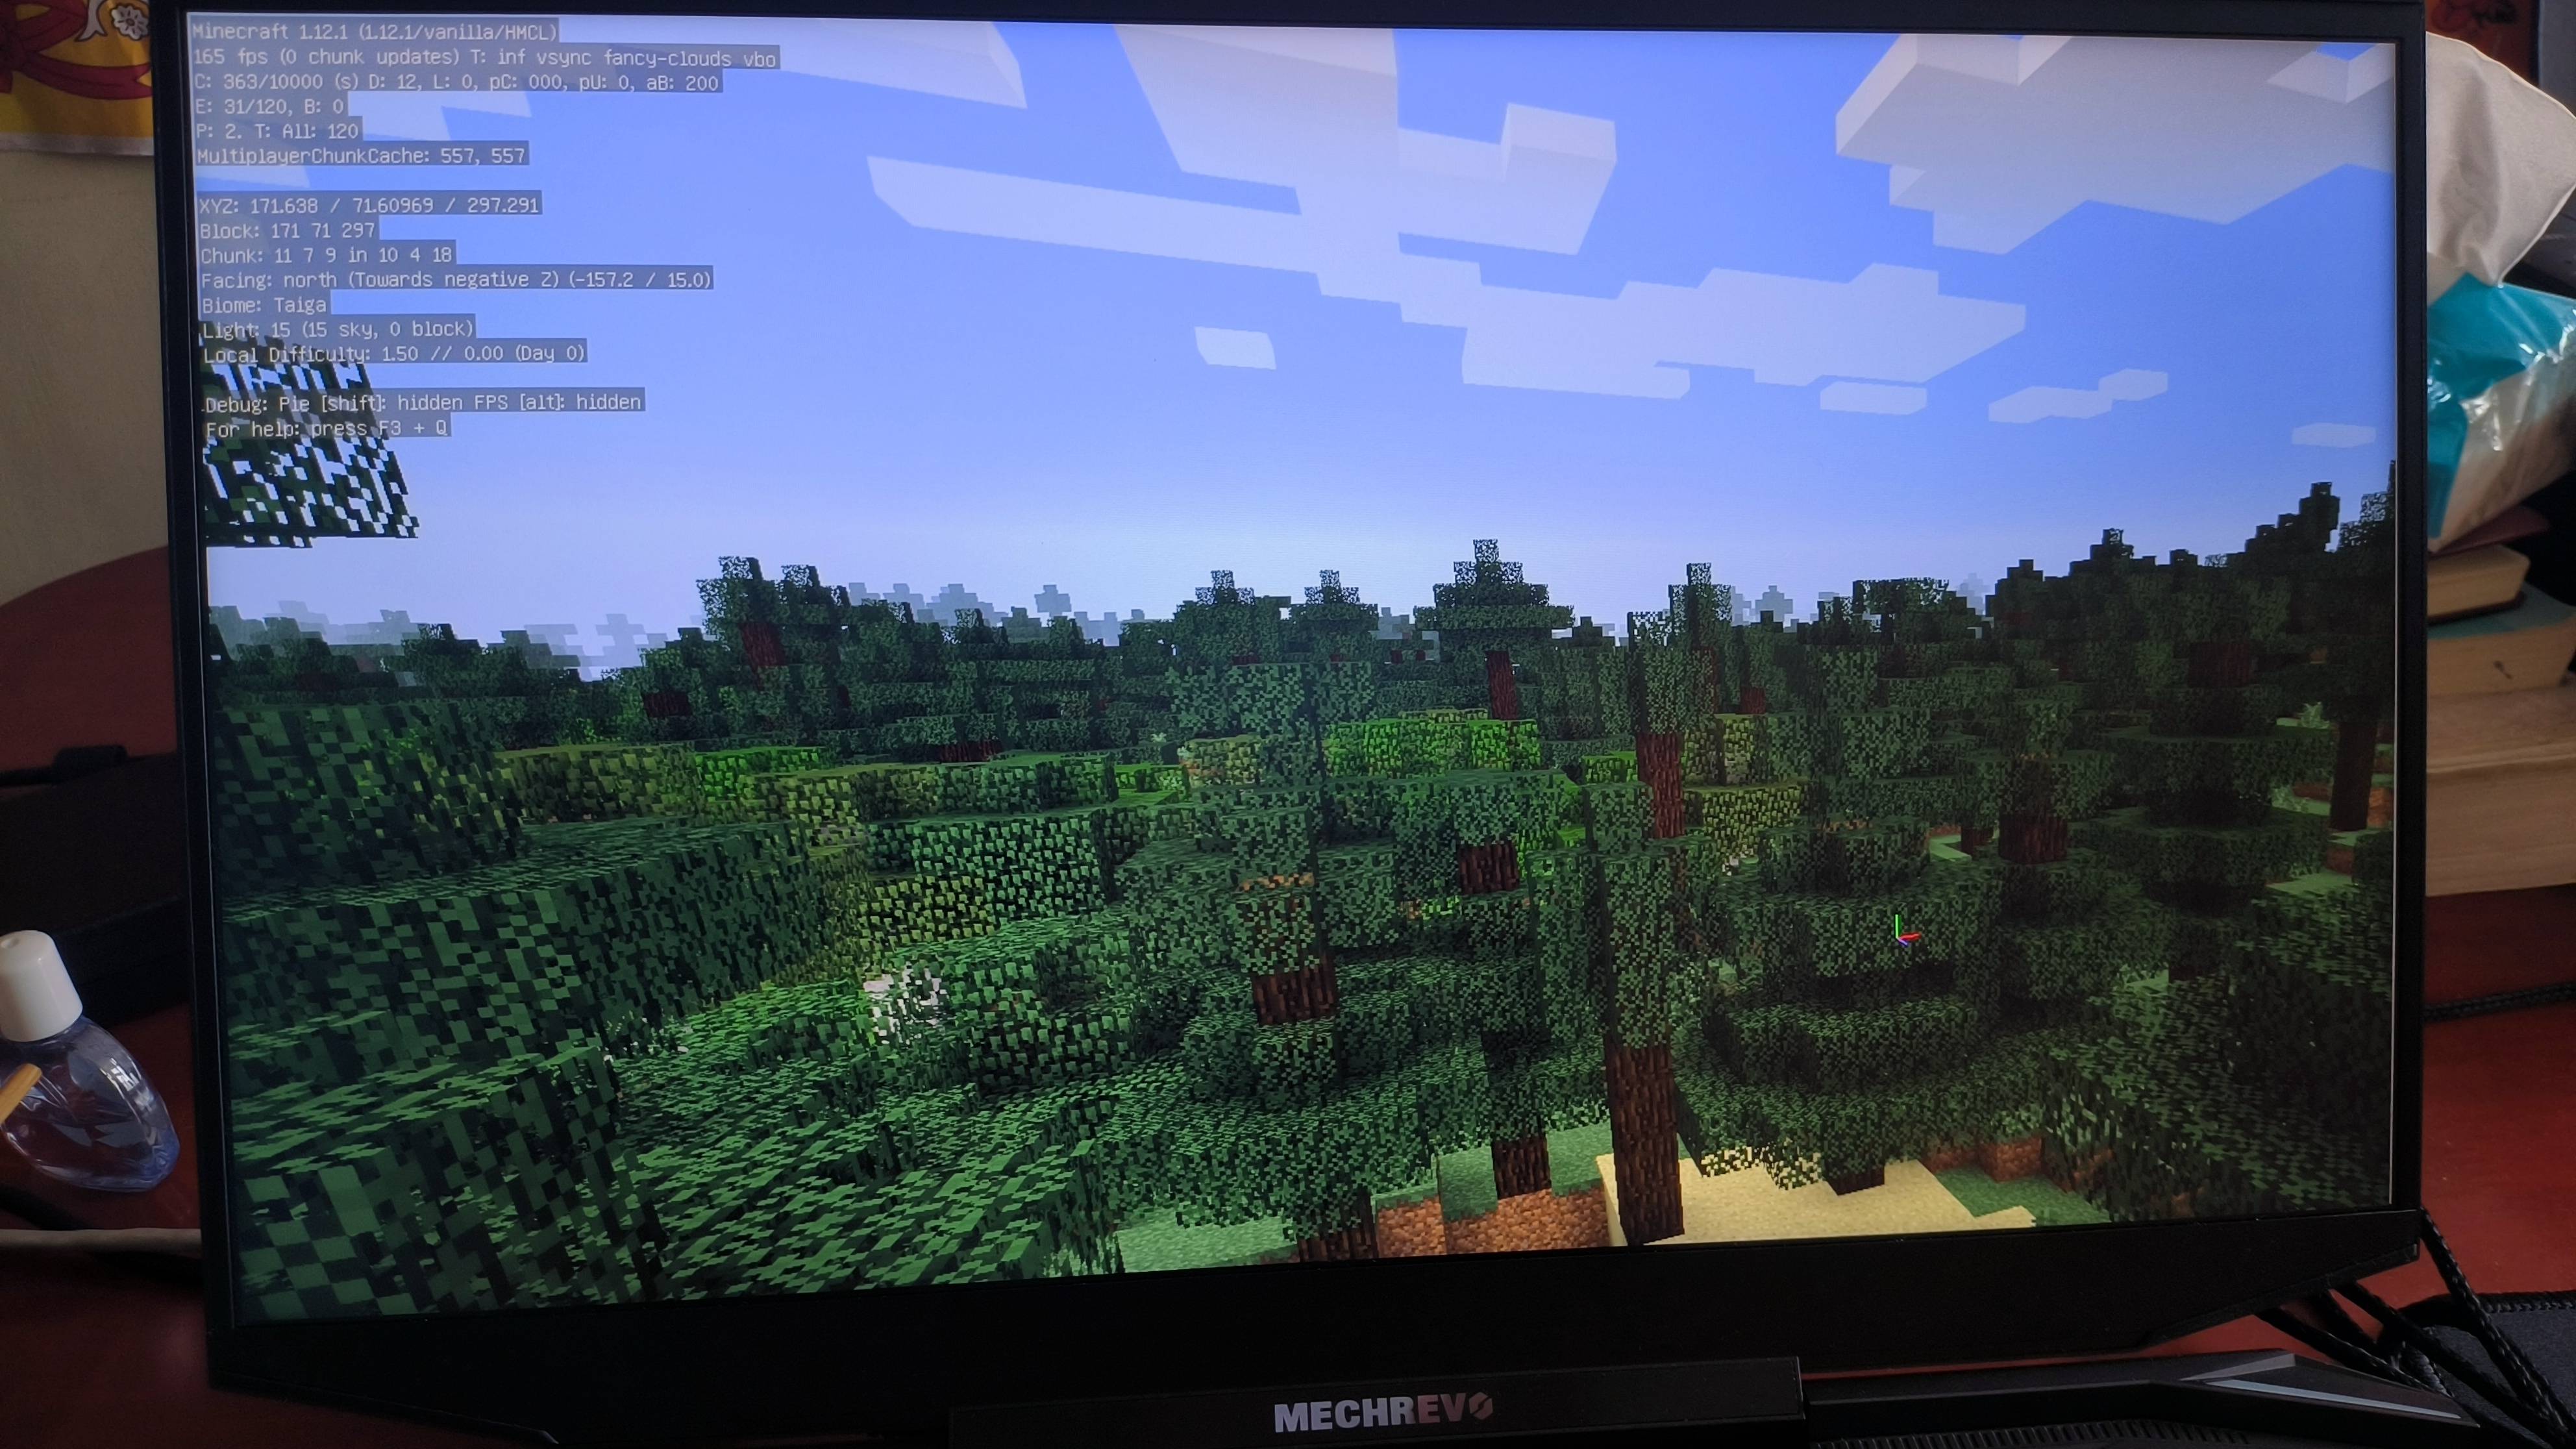 Minecraft 1.12.1 (1.12.1/vanilla/HMCL)
165 fps (0 chunk updates) T: inf vsync fancy-clouds vbo
C: 363/10000 (s) D: 12, L: 0, pC: 000, pU: 0, aB: 200
E: 31/120, B: 0
P: 2. T: All: 120
MultiplayerChunkCache: 557, 557
XYZ: 171.638 / 71.60969 / 297.291
Block: 171 71 297
Chunk: 11 7 9 in 10 4 18
Facing: north (Towards negative Z) (-157.2 / 15.0)
Biome: Taiga
Light: 15 (15 sky, 0 block)
Local Difficulty: 1.50 // 0.00 (Day 0)
Debug: Pie [shift]: hidden FPS [alt]: hidden
For help: press F3 + Q
MECHREVO